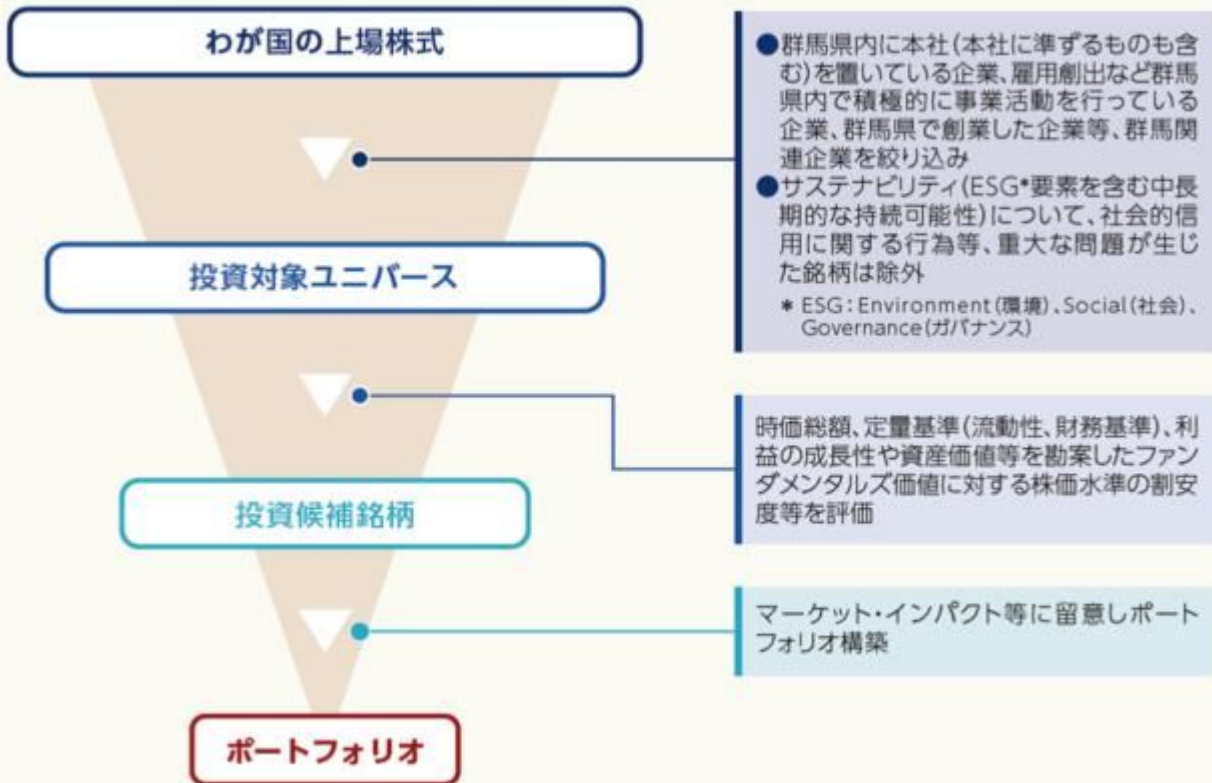 わが国の上場株式
●群馬県内に本社(本社に準ずるものも含
む)を置いている企業、雇用創出など群馬
県内で積極的に事業活動を行っている
企業、群馬県で創業した企業等、群馬関
連企業を絞り込み
●サステナビリティ(ESG*要素を含む中長
期的な持続可能性)について、社会的信
用に関する行為等、重大な問題が生じ
た銘柄は除外
* ESG:Environment(環境)、Social(社会)、
Governance(ガバナンス)
投資対象ユニバース
時価総額、定量基準(流動性、財務基準)、利
益の成長性や資産価値等を勘案したファン
ダメンタルズ価値に対する株価水準の割安
度等を評価
投資候補銘柄
マーケット・インパクト等に留意しポート
フォリオ構築
ポートフォリオ